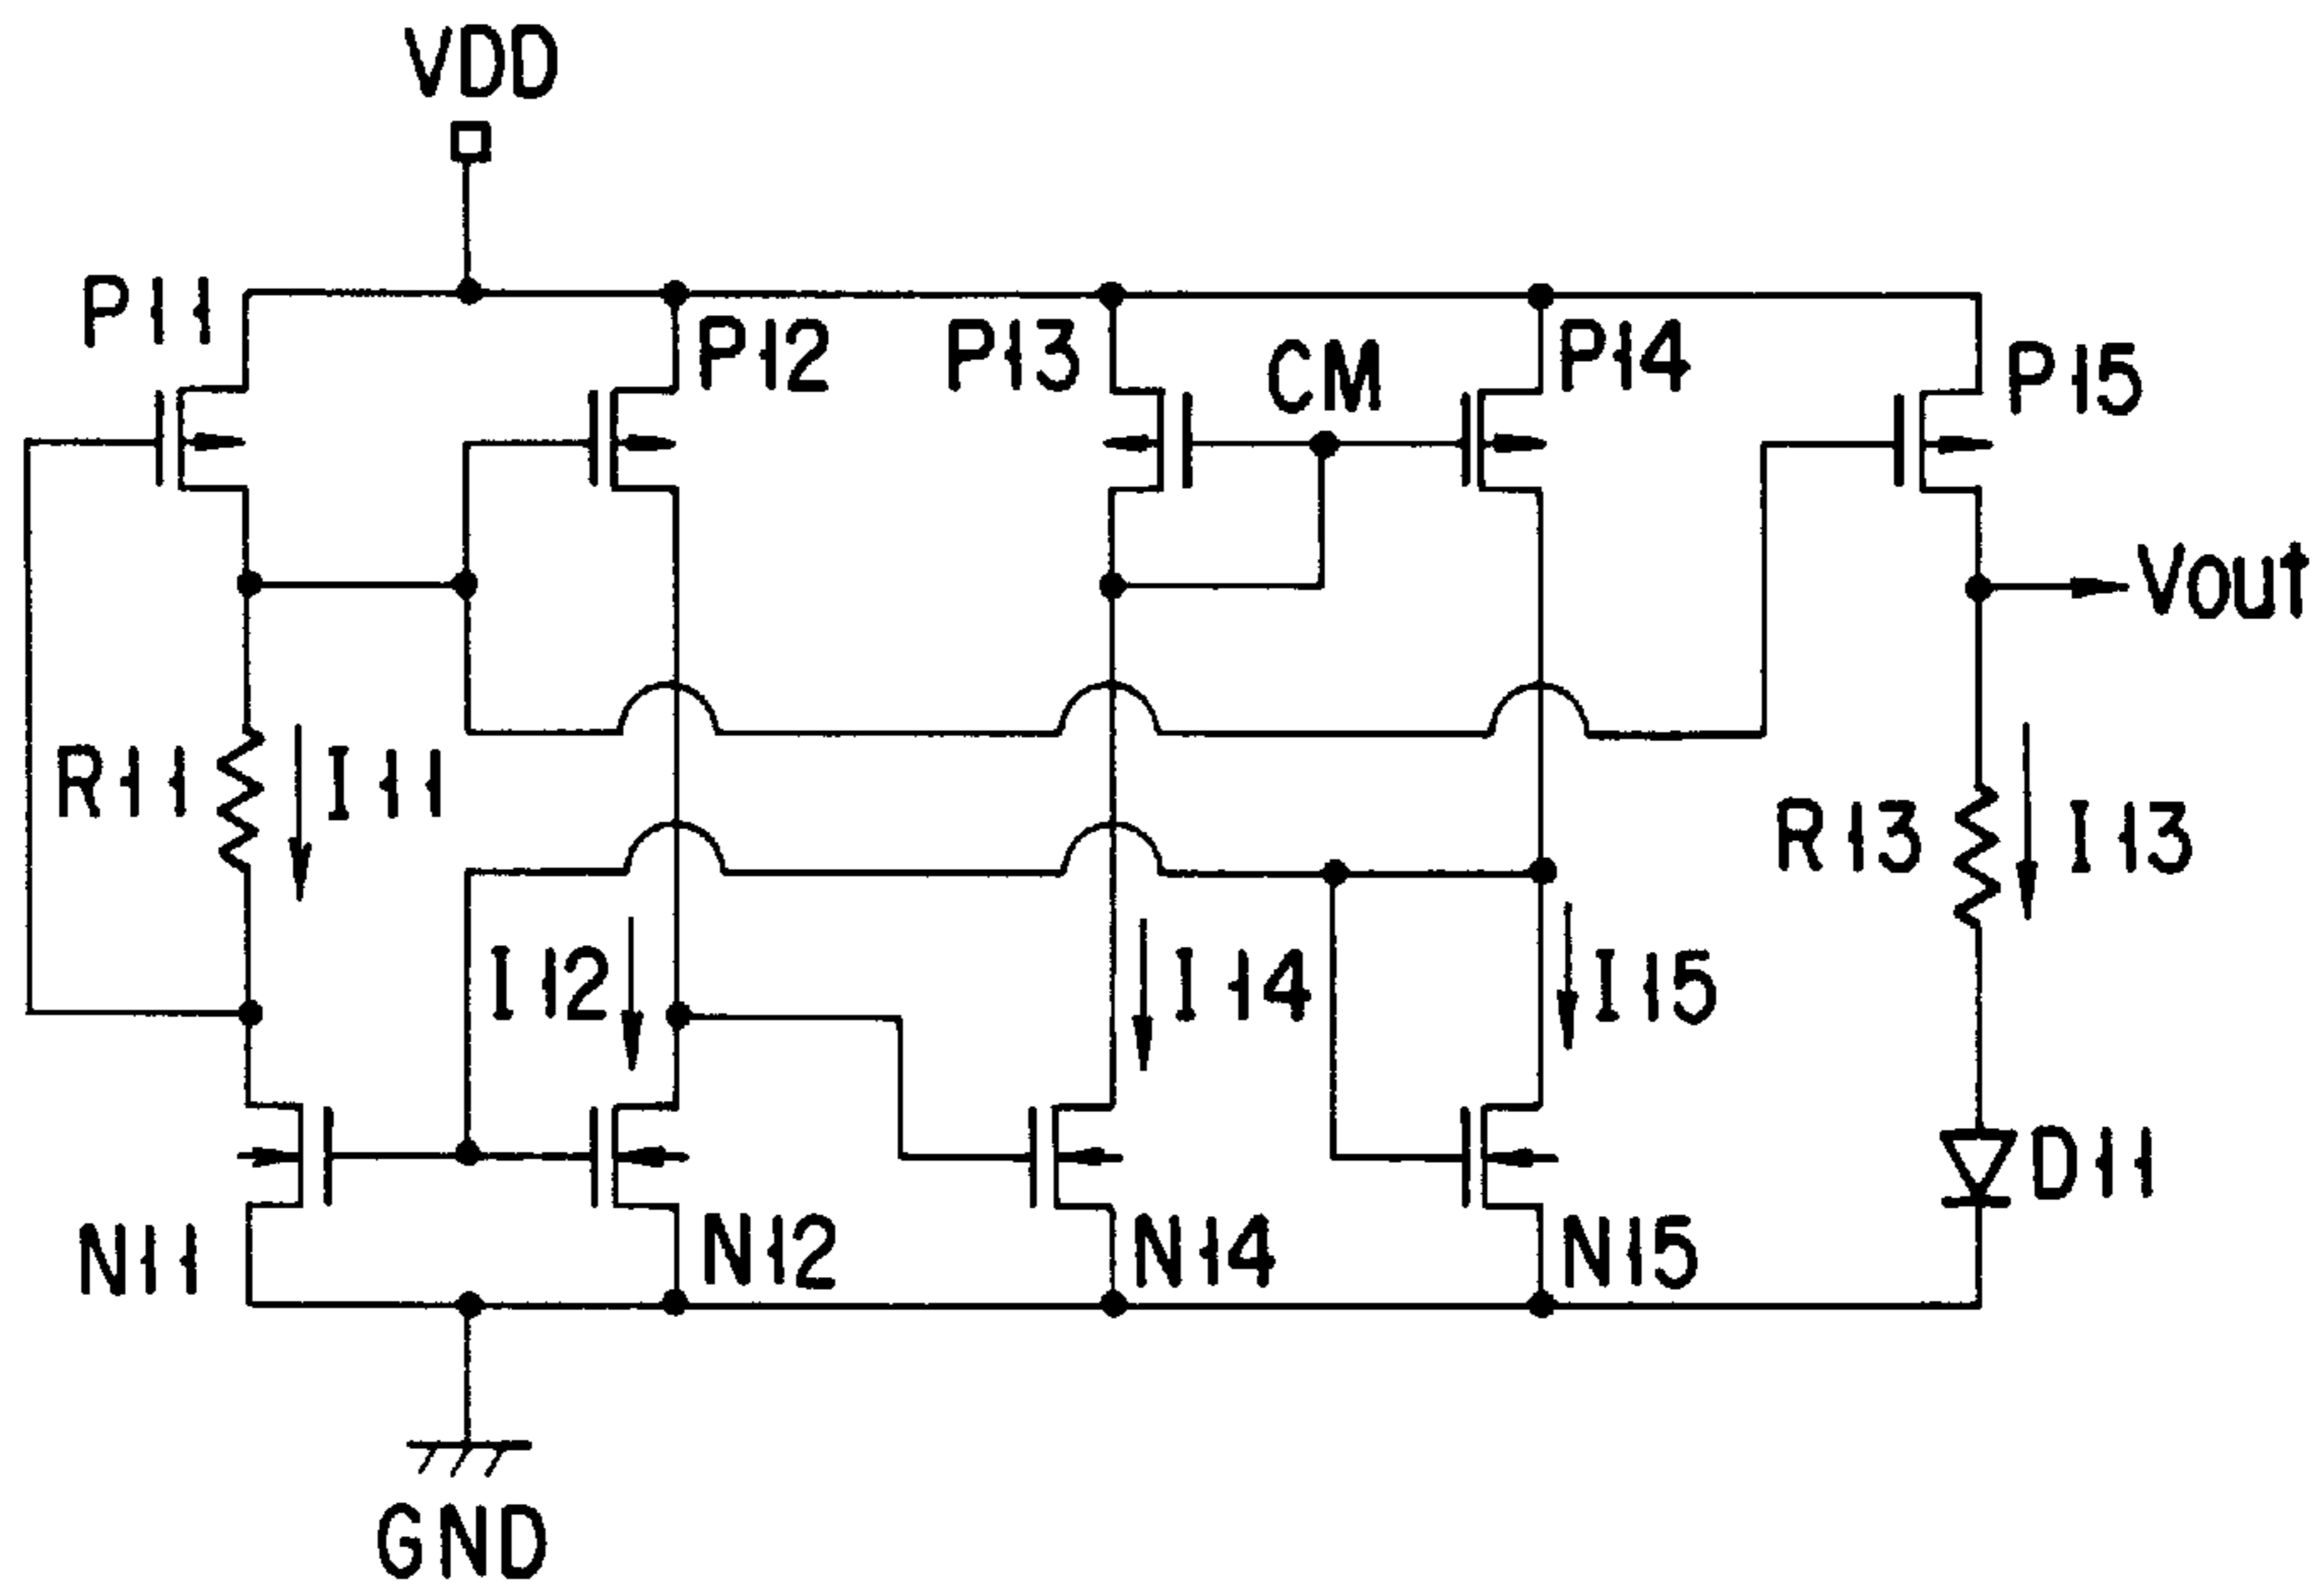 VDD
P11
P12
P13
CM
P14
P15
Vout
R11
I11
R13
I13
I12
I14
I15
D11
N11
N12
N14
N15
GND